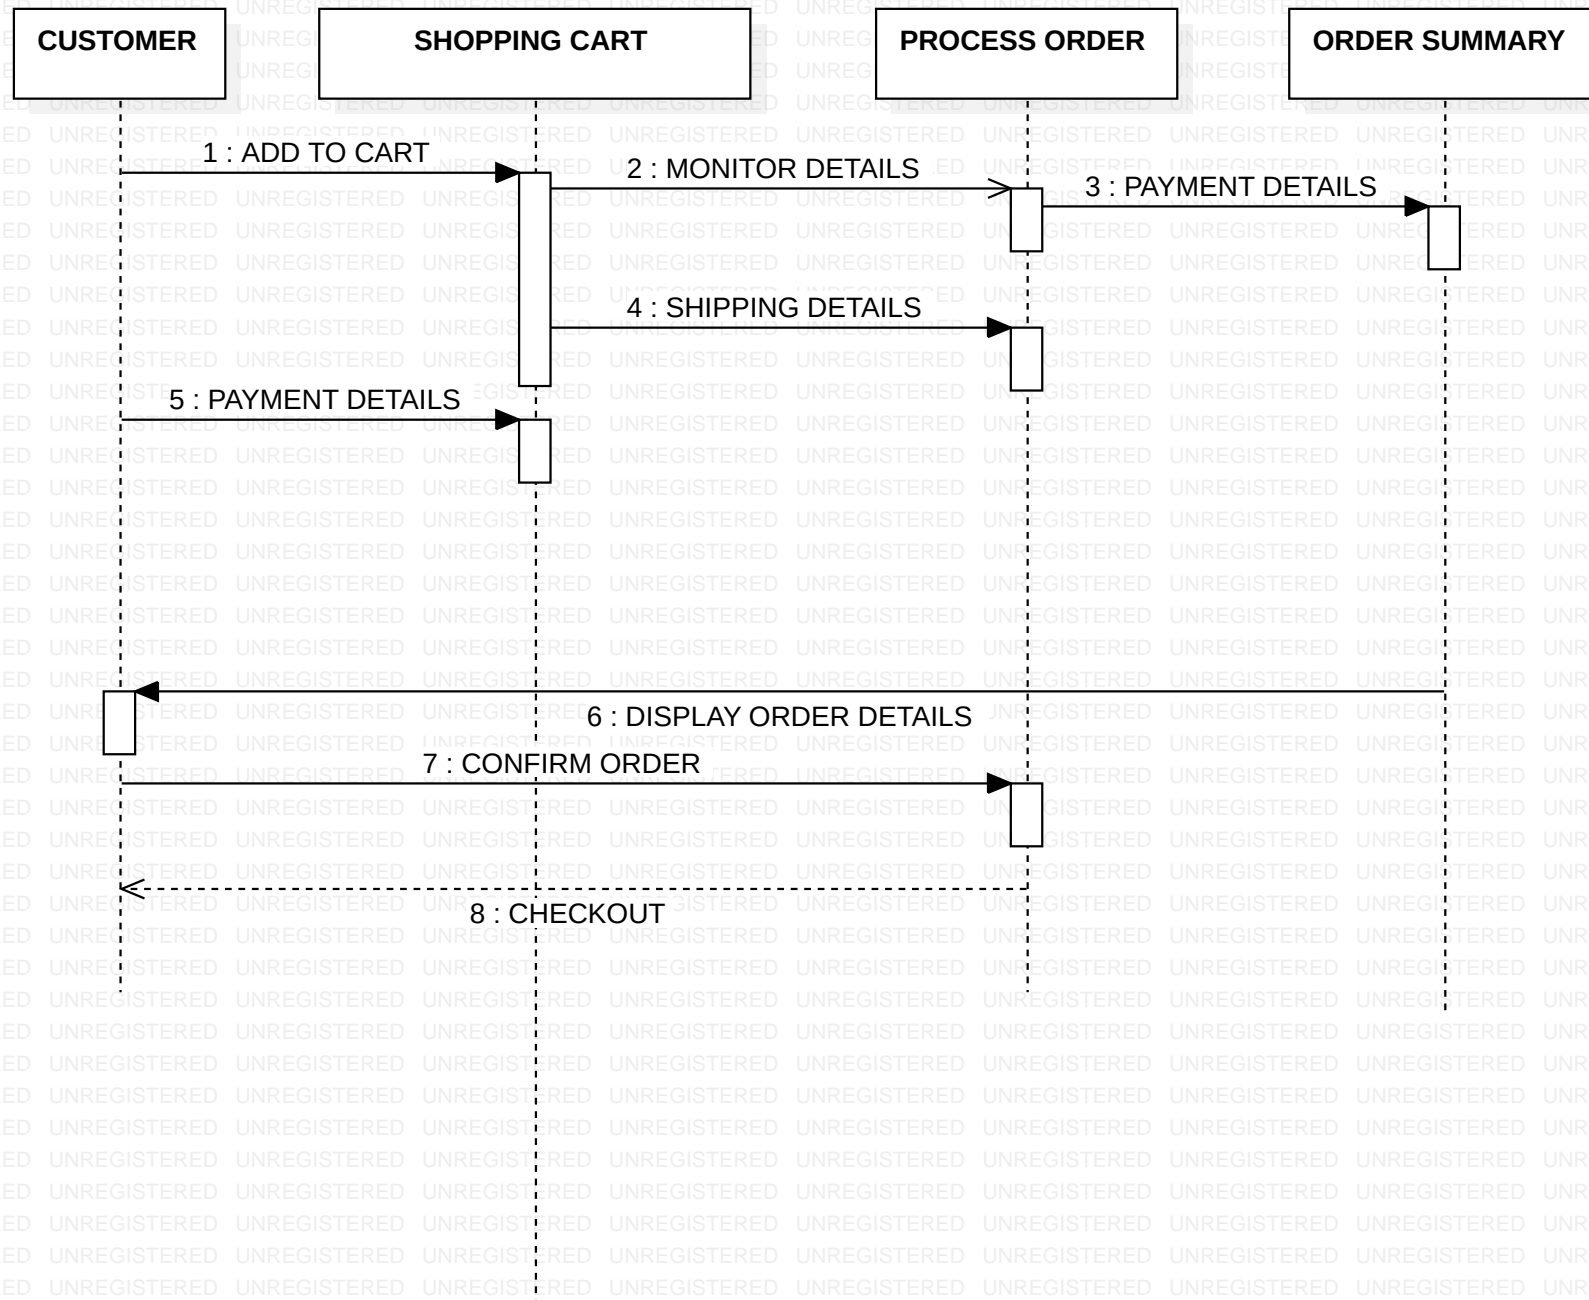 CUSTOMER
SHOPPING CART
PROCESS ORDER
ORDER SUMMARY
1 : ADD TO CART
2 : MONITOR DETAILS
3 : PAYMENT DETAILS
4 : SHIPPING DETAILS
5 : PAYMENT DETAILS
6 : DISPLAY ORDER DETAILS
7 : CONFIRM ORDER
8 : CHECKOUT
UNREGISTERED